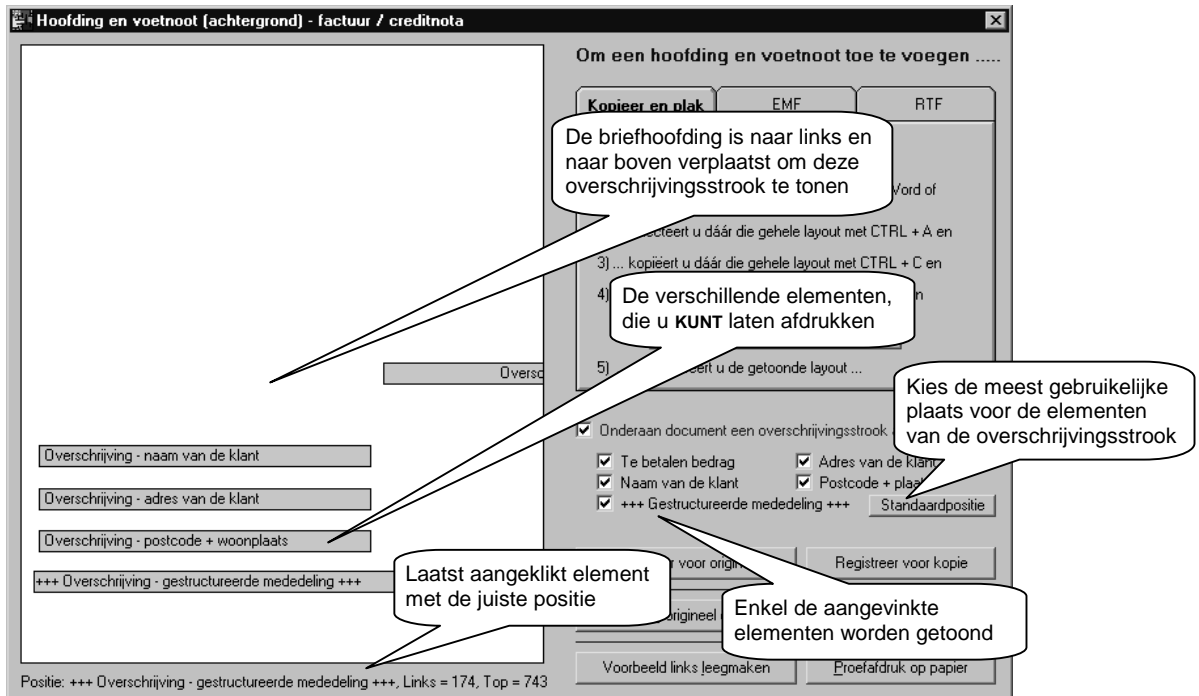 Hoofding en voetnoot (achtergrond) - factuur / creditnota
Om een hoofding en voetnoot toe te voegen .....
Kopieer en plak
EMF
RTF
De briefhoofding is naar links en
naar boven verplaatst om deze
overschrijvingsstrook te tonen
Word of
u dáár die gehele layout met CTRL + A en
3) ... kopiëert u dáár die gehele layout met CTRL + C en
4)
De verschillende elementen,
die u KUNT laten afdrukken
5)
u de getoonde layout ...
Kies de meest gebruikelijke
plaats voor de elementen
van de overschrijvingsstrook
Onderaan document een overschrijvingsstrook
Te betalen bedrag
Adres van de
Naam van de klant
Postcode +
+++ Gestructureerde mededeling +++
Standaardpositie
Overschrijving - naam van de klant
Overschrijving - adres van de klant
Overschrijving - postcode + woonplaats
+++ Overschrijving - gestructureerde mededeling +++
Laatst aangeklikt element
met de juiste positie
voor
Registreer voor kopie
Enkel de aangevinkte
elementen worden getoond
origineel
Voorbeeld links leegmaken
Proefafdruk op papier
Positie: +++ Overschrijving - gestructureerde mededeling +++, Links = 174, Top = 743